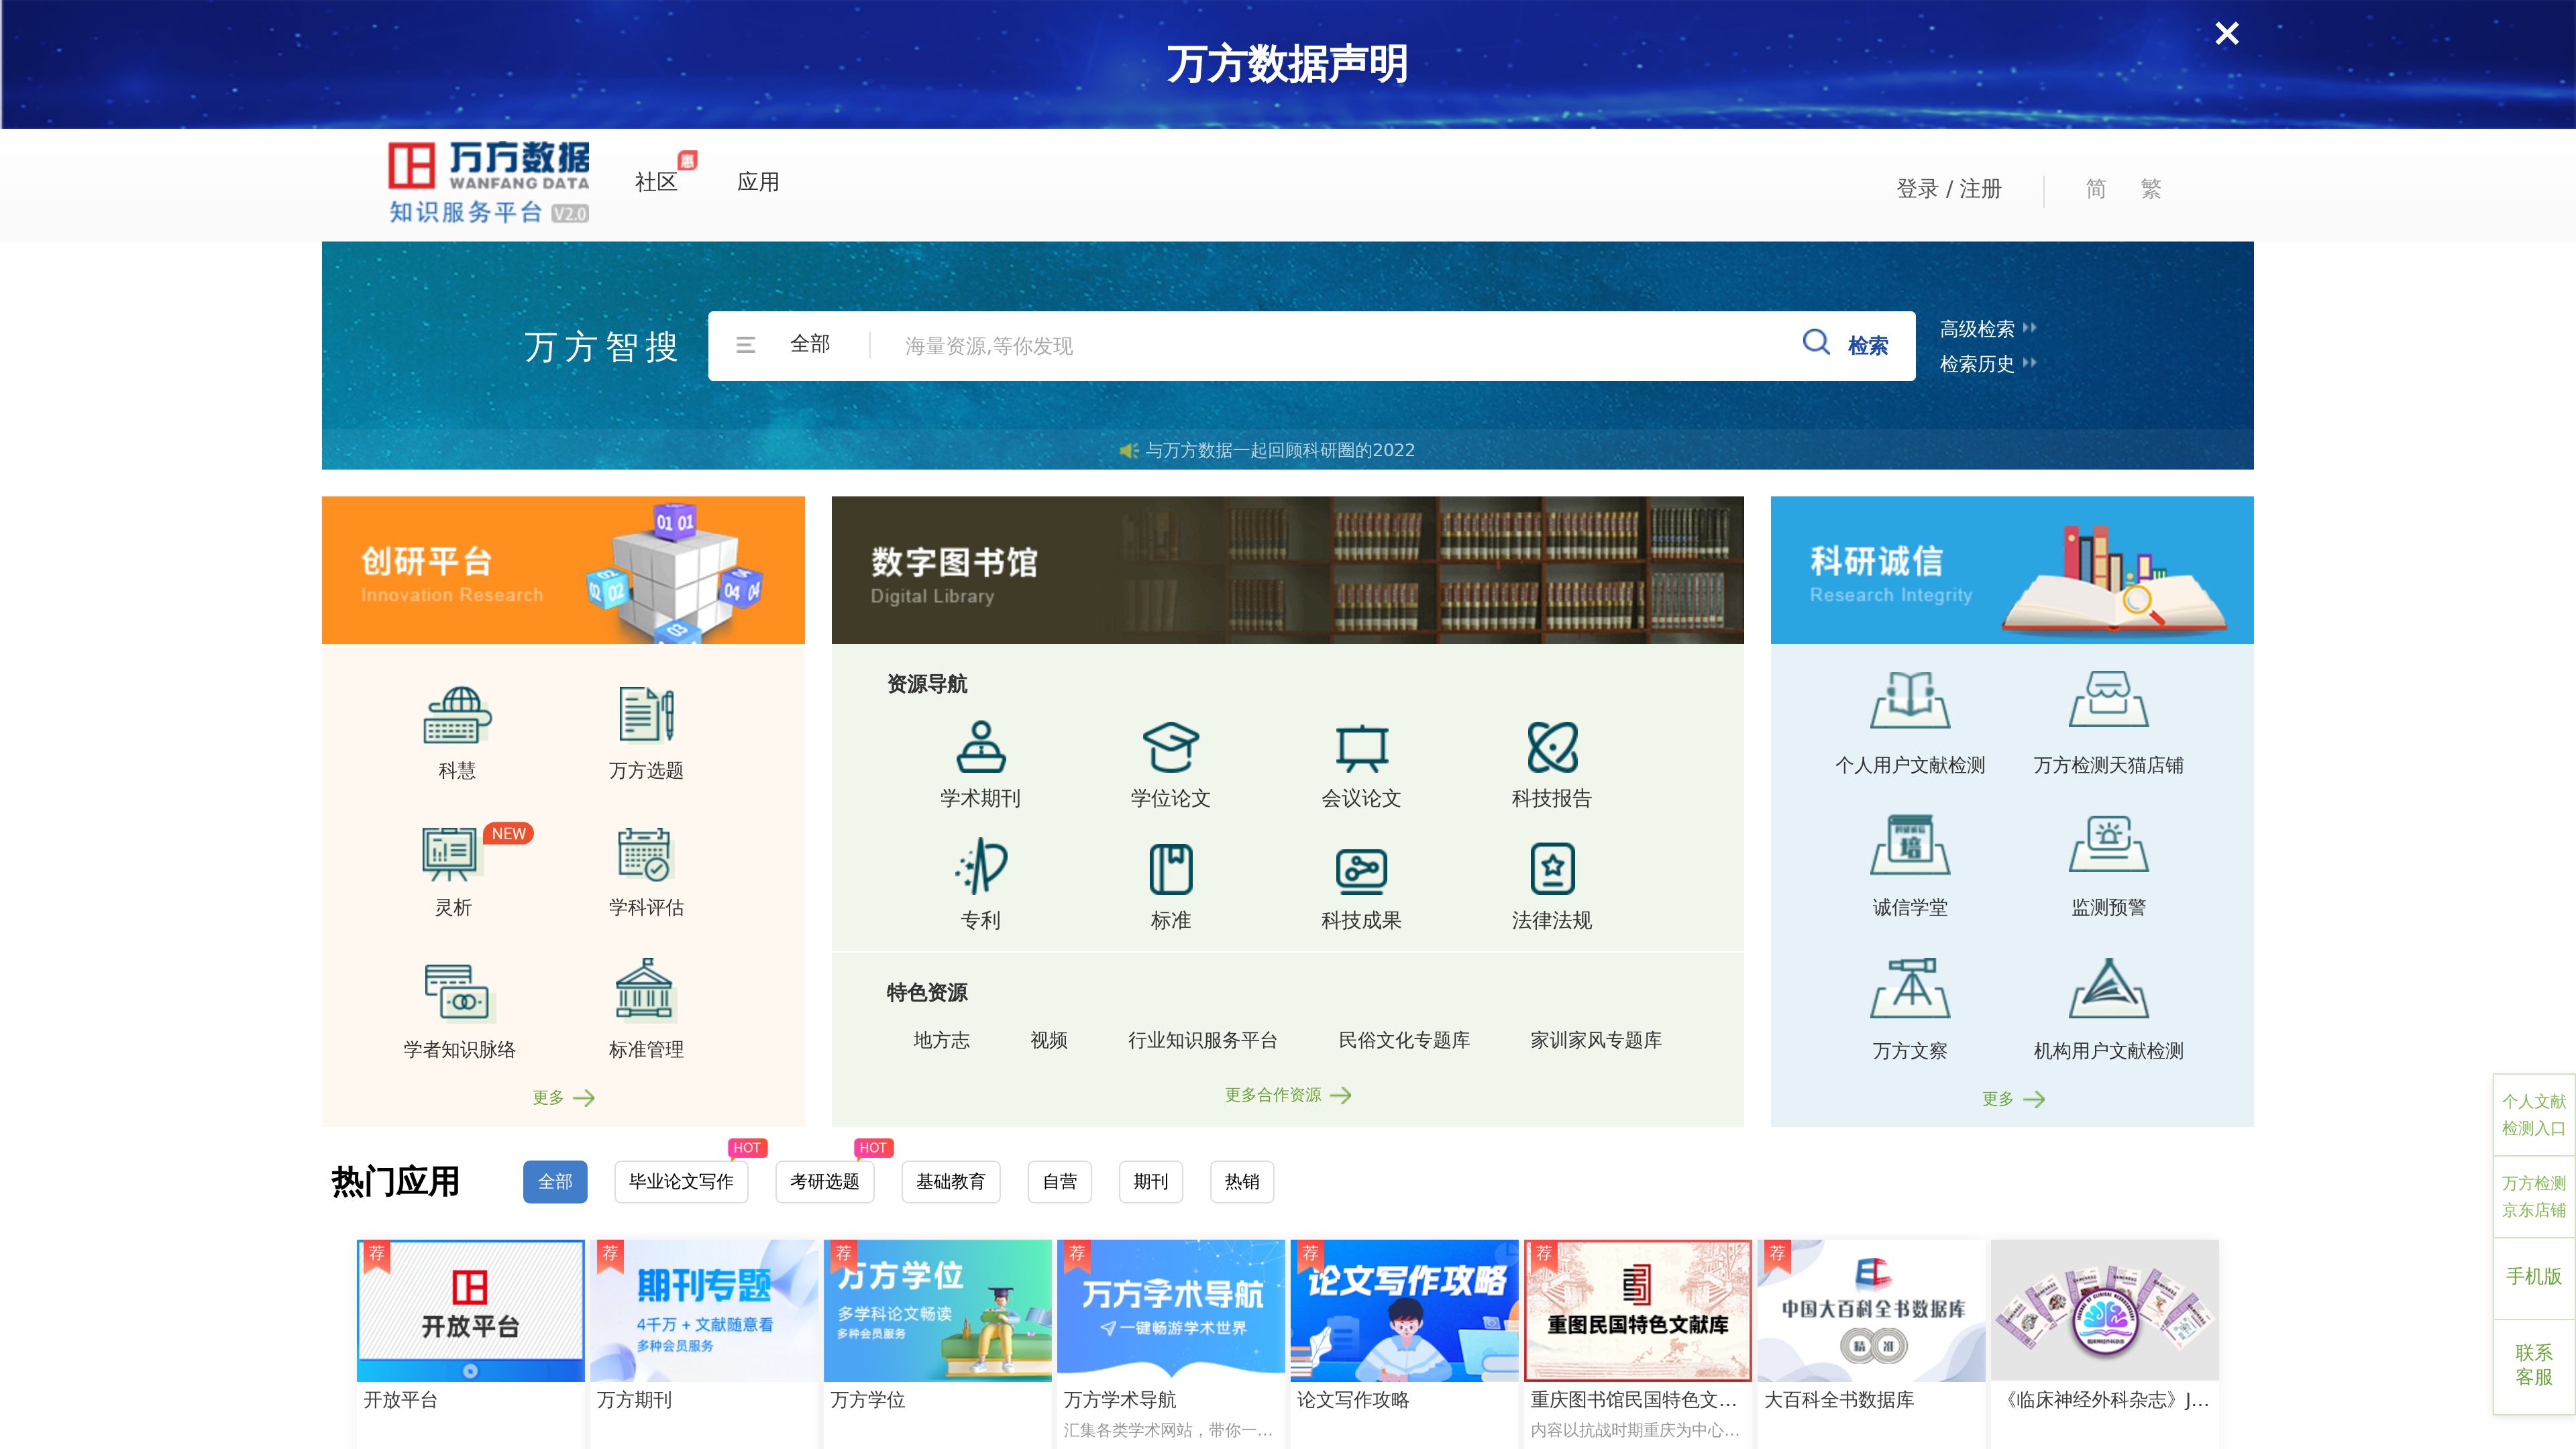 万方数据声明
万方数据
WANFANG DATA
知识服务平台 V2.0
社区 惠
应用
登录 / 注册
简 繁
万方智搜
全部
海量资源,等你发现
检索
高级检索
检索历史
与万方数据一起回顾科研圈的2022
创研平台
Innovation Research
01 01
02 02
04 04
03
科慧
万方选题
灵析
NEW
学科评估
学者知识脉络
标准管理
更多
数字图书馆
Digital Library
资源导航
学术期刊
学位论文
会议论文
科技报告
专利
标准
科技成果
法律法规
特色资源
地方志
视频
行业知识服务平台
民俗文化专题库
家训家风专题库
更多合作资源
科研诚信
Research Integrity
个人用户文献检测
万方检测天猫店铺
培
诚信学堂
监测预警
万方文察
机构用户文献检测
更多
个人文献
检测入口
万方检测
京东店铺
手机版
联系
客服
热门应用
全部
毕业论文写作
HOT
考研选题
HOT
基础教育
自营
期刊
热销
荐
开放平台
开放平台
荐
期刊专题
4千万 + 文献随意看
多种会员服务
万方期刊
荐
万方学位
多学科论文畅读
多种会员服务
万方学位
荐
万方学术导航
一键畅游学术世界
万方学术导航
汇集各类学术网站，带你一...
荐
论文写作攻略
论文写作攻略
荐
重图民国特色文献库
重庆图书馆民国特色文...
内容以抗战时期重庆为中心...
荐
中国大百科全书数据库
精 准
大百科全书数据库
《临床神经外科杂志》J...